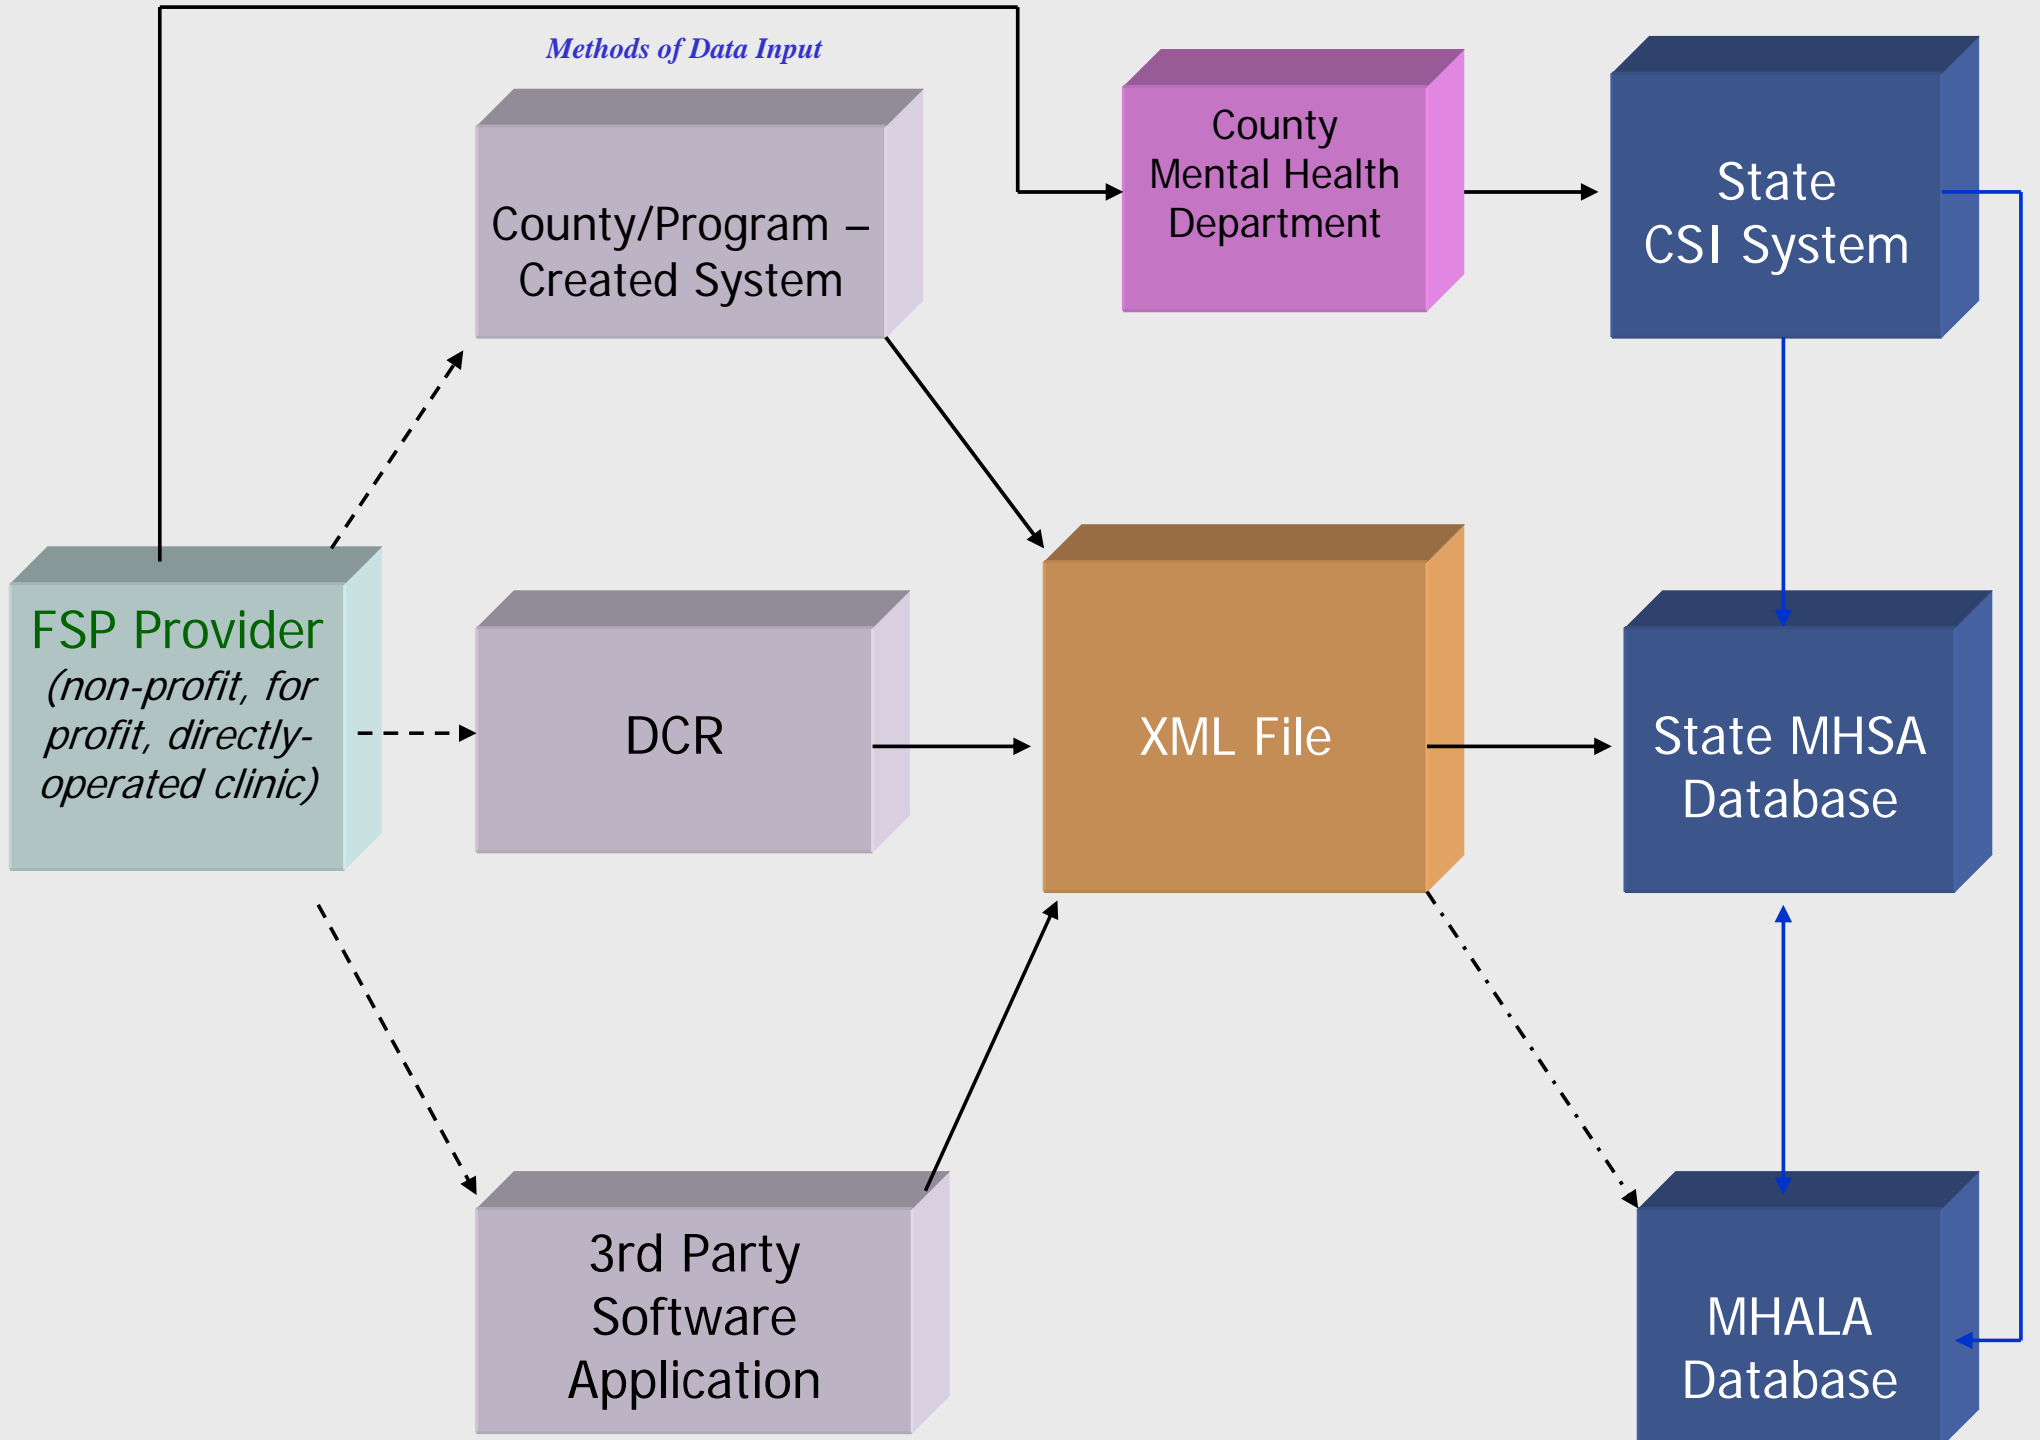 Methods of Data Input
County/Program –
Created System
County
Mental Health
Department
State
CSI System
FSP Provider
(non-profit, for
profit, directly-
operated clinic)
DCR
XML File
State MHSA
Database
3rd Party
Software
Application
MHALA
Database